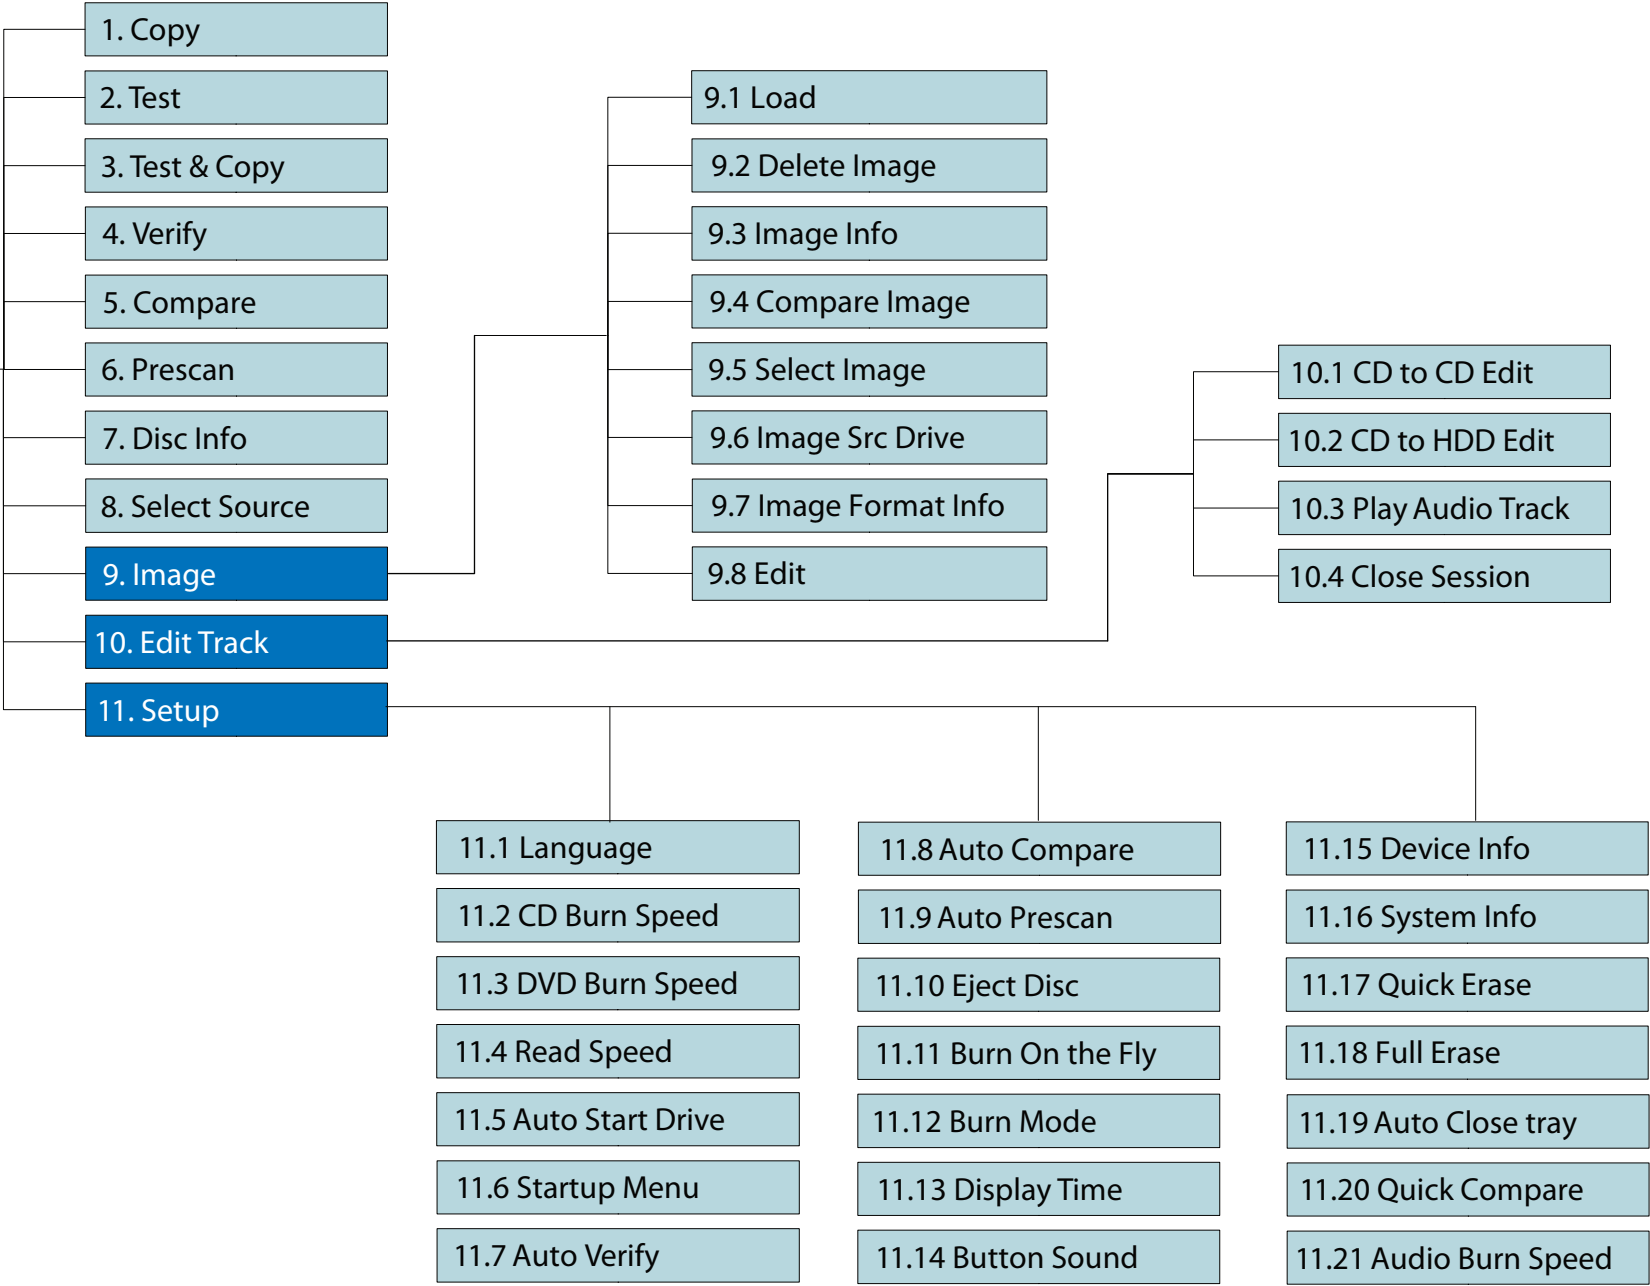 1. Copy
2. Test
3. Test & Copy
4. Verify
5. Compare
6. Prescan
7. Disc Info
8. Select Source
9. Image
10. Edit Track
11. Setup
9.1 Load
9.2 Delete Image
9.3 Image Info
9.4 Compare Image
9.5 Select Image
9.6 Image Src Drive
9.7 Image Format Info
9.8 Edit
10.1 CD to CD Edit
10.2 CD to HDD Edit
10.3 Play Audio Track
10.4 Close Session
11.1 Language
11.2 CD Burn Speed
11.3 DVD Burn Speed
11.4 Read Speed
11.5 Auto Start Drive
11.6 Startup Menu
11.7 Auto Verify
11.8 Auto Compare
11.9 Auto Prescan
11.10 Eject Disc
11.11 Burn On the Fly
11.12 Burn Mode
11.13 Display Time
11.14 Button Sound
11.15 Device Info
11.16 System Info
11.17 Quick Erase
11.18 Full Erase
11.19 Auto Close tray
11.20 Quick Compare
11.21 Audio Burn Speed